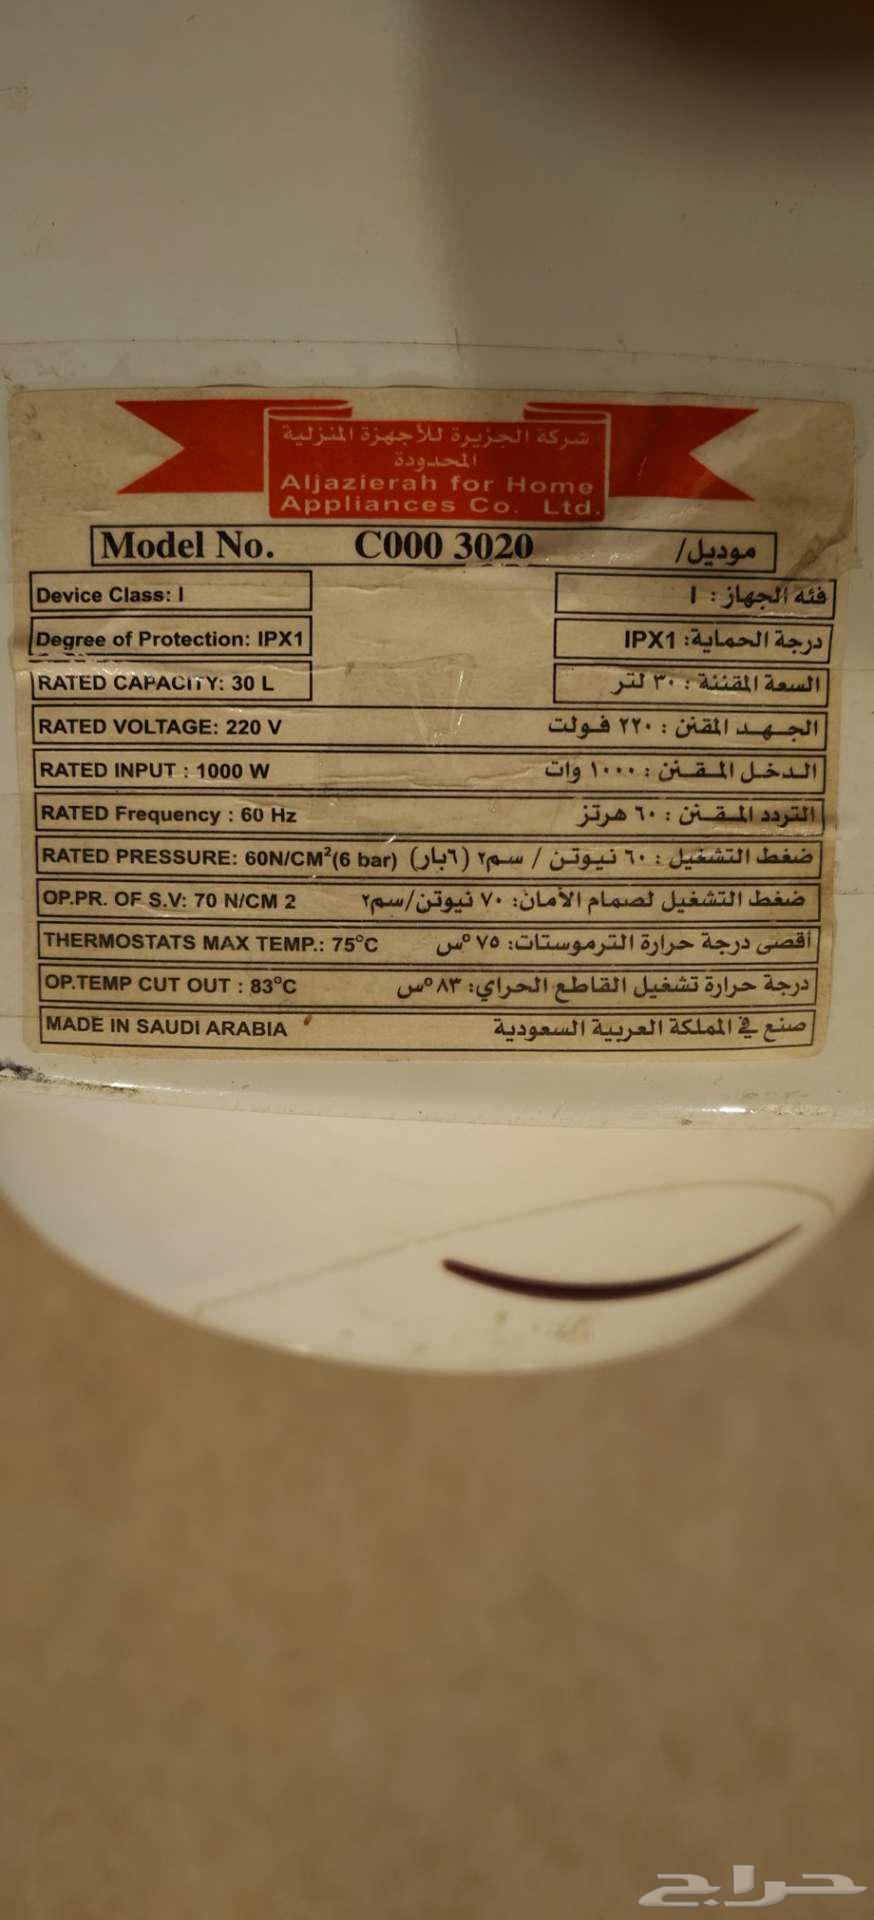 شركة الجزيرة للأجهزة المنزلية
المحدودة
Aljazierah for Home
Appliances Co. Ltd.
Model No. C000 3020 موديل/
Device Class: I فئه الجهاز : I
Degree of Protection: IPX1 درجة الحماية: IPX1
RATED CAPACITY: 30 L السعة المقننة : ٣٠ لتر
RATED VOLTAGE: 220 V الجهد المقنن : ٢٢٠ فولت
RATED INPUT : 1000 W الدخل المقنن : ١٠٠٠ وات
RATED Frequency : 60 Hz التردد المقنن : ٦٠ هرتز
RATED PRESSURE: 60N/CM²(6 bar) ضغط التشغيل : ٦٠ نيوتن / سم٢ (٦بار)
OP.PR. OF S.V: 70 N/CM 2 ضغط التشغيل لصمام الأمان: ٧٠ نيوتن/سم٢
THERMOSTATS MAX TEMP.: 75°C أقصى درجة حرارة الترموستات: ٧٥ °س
OP.TEMP CUT OUT : 83°C درجة حرارة تشغيل القاطع الحراي: ٨٣ °س
MADE IN SAUDI ARABIA صنع في المملكة العربية السعودية
حراج